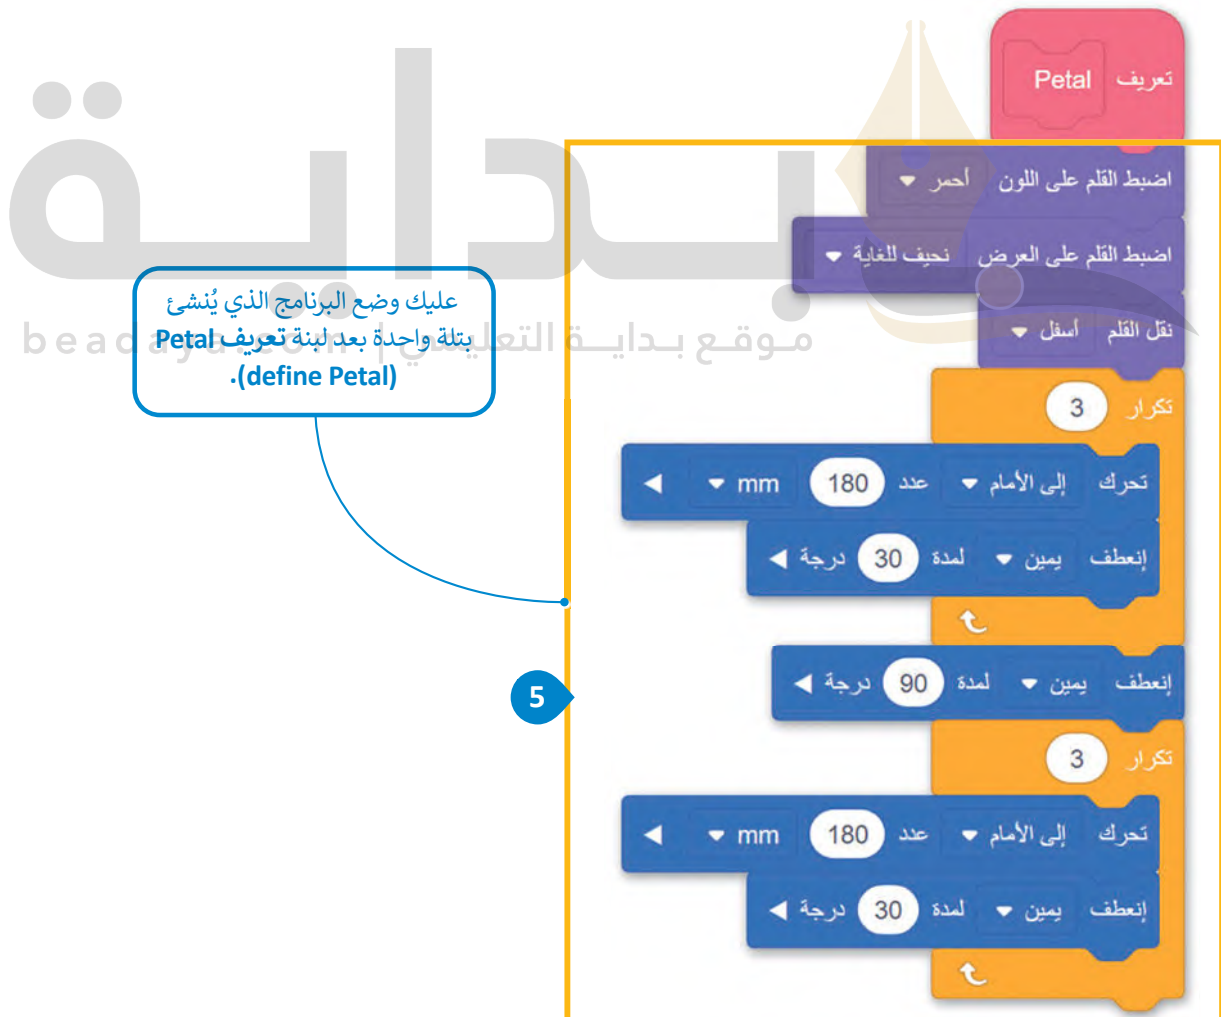 تعريف Petal
بداية
اضبط القلم على اللون أحمر
اضبط القلم على العرض نحيف للغاية
نقل القلم أسفل
عليك وضع البرنامج الذي يُنشئ
بتلة واحدة بعد لبنة تعريف Petal
(define Petal).
موقع بداية التعليمي | beadaya.com
تكرار 3
تحرك إلى الأمام عدد 180 mm
إنعطف يمين لمدة 30 درجة
إنعطف يمين لمدة 90 درجة
5
تكرار 3
تحرك إلى الأمام عدد 180 mm
إنعطف يمين لمدة 30 درجة